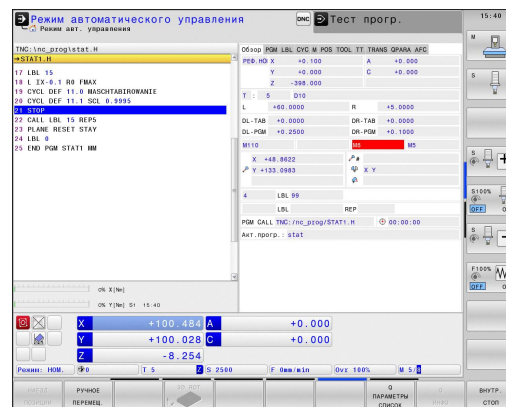 Режим автоматического управления
Режим авт. управления
DNC
Тест прогр.
15:40
TNC:\nc_prog\stat.H
→STAT1.H
17 LBL 15
18 L IX-0.1 R0 FMAX
19 CYCL DEF 11.0 MASCHTABIROWANIE
20 CYCL DEF 11.1 SCL 0.9995
21 STOP
22 CALL LBL 15 REP5
23 PLANE RESET STAY
24 LBL 0
25 END PGM STAT1 MM
0% X[Nm]
0% Y[Nm] S1 15:40
Обзор PGM LBL CYC M POS TOOL TT TRANS QPARA AFC
РЕФ.НОМ X +0.100 A +0.000
Y +0.000 C +0.000
Z -398.000
T : 5 D10
L +60.0000 R +5.0000
DL-TAB +0.0000 DR-TAB +0.0000
DL-PGM +0.2500 DR-PGM +0.1000
M110 M5
X +48.8622
Y +133.0983 X Y
4 LBL 99
LBL REP
PGM CALL TNC:/nc_prog/STAT1.H 00:00:00
Акт.прогр.: stat
X +100.484 A +0.000
Y +100.028 C +0.000
Z -8.254
Режим: НОМ. 0 T 5 Z S 2500 F 0mm/min Ovr 100% M 5/
M
S
S
S100%
OFF
S
F100%
OFF
РУЧНОЕ
ПЕРЕМЕЩ.
3D ROT
Q
ПАРАМЕТРЫ
СПИСОК
ВНУТР.
СТОП